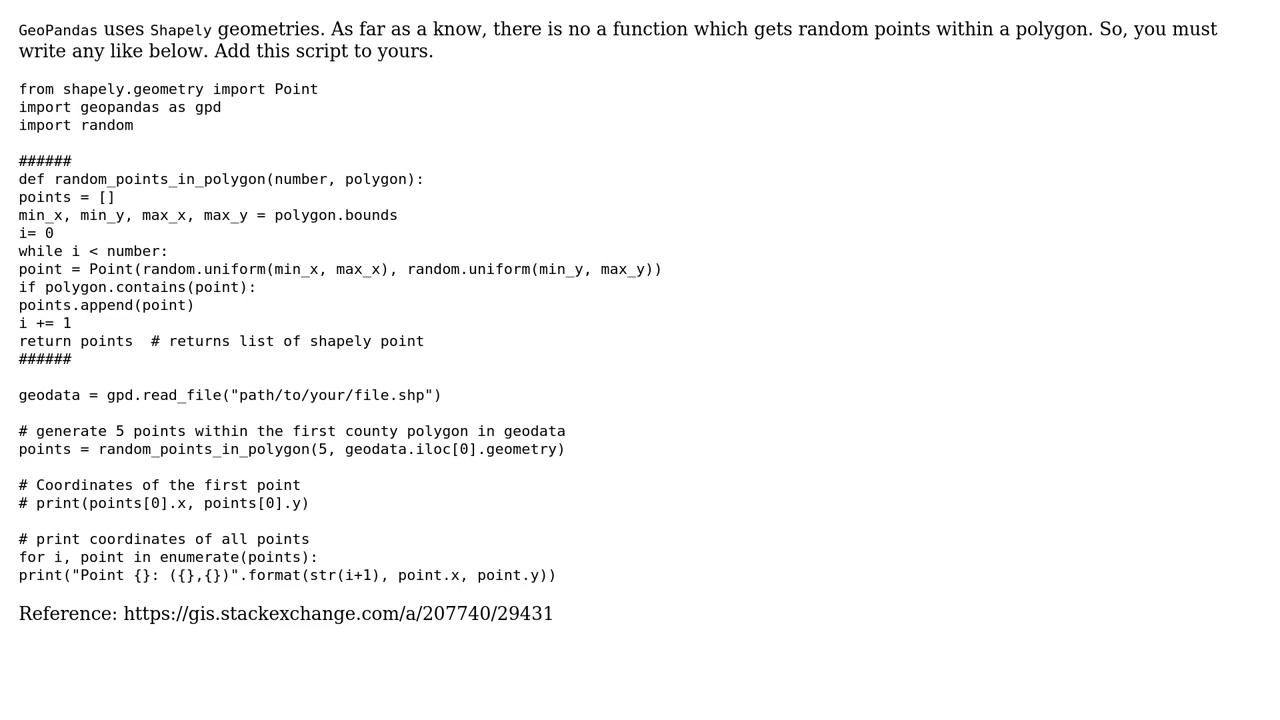 GeoPandas uses Shapely geometries. As far as a know, there is no a function which gets random points within a polygon. So, you must
write any like below. Add this script to yours.
from shapely.geometry import Point
import geopandas as gpd
import random
######
def random_points_in_polygon(number, polygon):
points = []
min_x, min_y, max_x, max_y = polygon.bounds
i= 0
while i < number:
point = Point(random.uniform(min_x, max_x), random.uniform(min_y, max_y))
if polygon.contains(point):
points.append(point)
i += 1
return points  # returns list of shapely point
######
geodata = gpd.read_file("path/to/your/file.shp")
# generate 5 points within the first county polygon in geodata
points = random_points_in_polygon(5, geodata.iloc[0].geometry)
# Coordinates of the first point
# print(points[0].x, points[0].y)
# print coordinates of all points
for i, point in enumerate(points):
print("Point {}: ({},{})".format(str(i+1), point.x, point.y))
Reference: https://gis.stackexchange.com/a/207740/29431